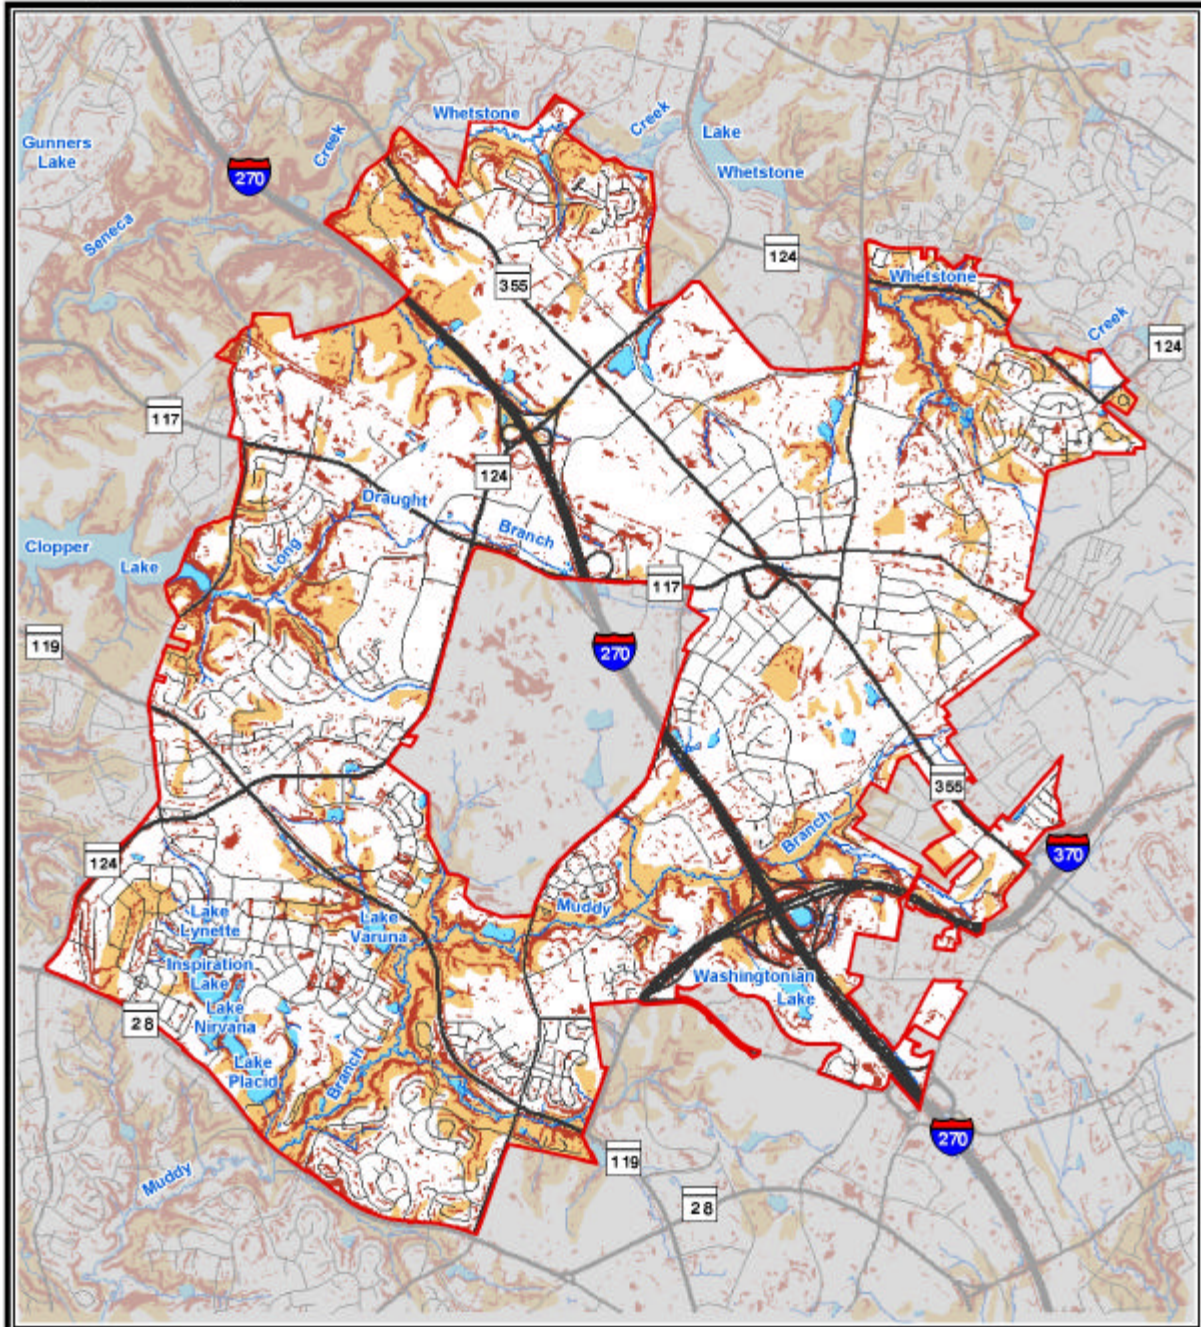 Whetstone
Creek
Creek
Lake
Whetstone
Gunners
Lake
270
Seneca
124
355
Whetstone
Creek
124
117
124
Draught
Branch
Long
Clopper
Lake
117
119
270
355
370
Branch
124
Muddy
Lake
Lynette
Lake
Varuna
Inspiration
Lake
Washingtonian
Lake
Lake
Nirvana
28
Lake
Placid
Branch
270
119
Muddy
28